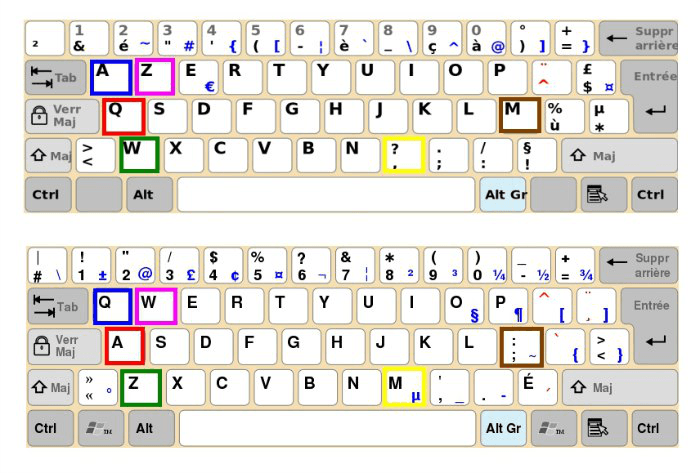 1 2 3 4 5 6 7 8 9 0 ° + Suppr
² & é ~ " # ' { ( [ - ¦ è ` _ \ ç ^ à @ ) ] = } arrière
Tab A Z E € R T Y U I O P ¨ ^ £ $ ¤ Entrée
Verr Maj Q S D F G H J K L M % ù µ *
Maj > < W X C V B N ? , . ; / : § ! Maj
Ctrl Alt Alt Gr Ctrl
| ! " / $ % ? & * ( ) _ + Suppr
# \ 1 ± 2 @ 3 £ 4 ¢ 5 ¤ 6 ¬ 7 ¦ 8 ² 9 ³ 0 ¼ - ½ = ¾ arrière
Tab Q W E R T Y U I O § P ¶ ^ [ ¨ ¸ ] Entrée
Verr Maj A S D F G H J K L : ; ~ ` { > < }
Maj » « ° Z X C V B N M µ ' , _ . - É ´ Maj
Ctrl TM Alt Alt Gr TM Ctrl